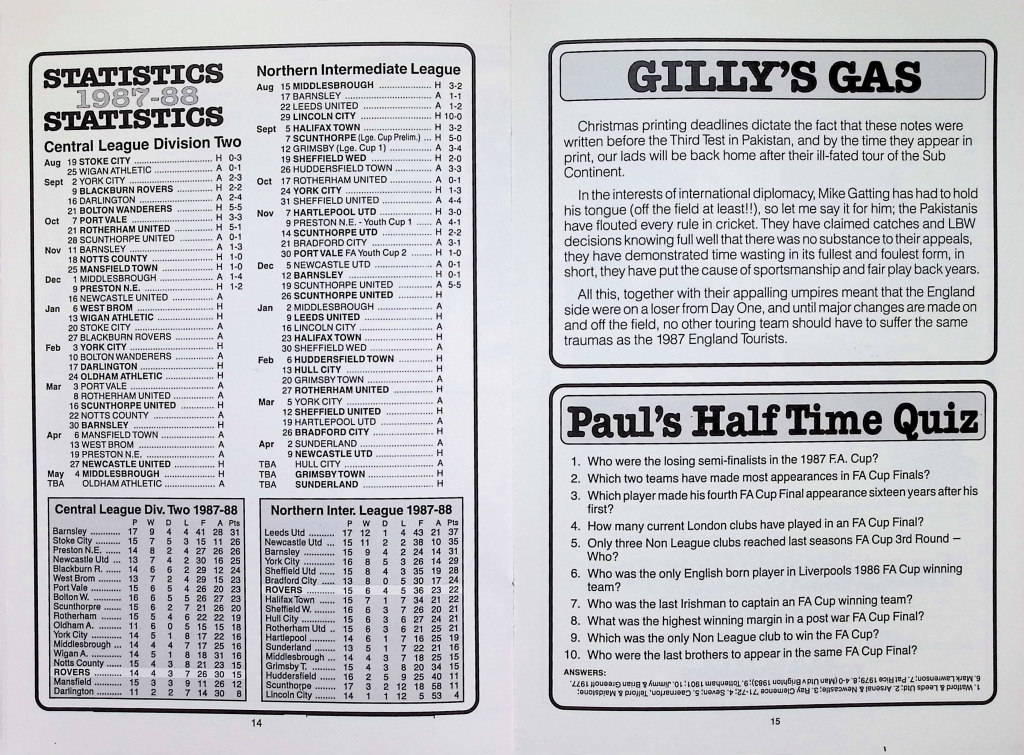 STATISTICS
1987-88
STATISTICS
Central League Division Two
Aug 19 STOKE CITY .................... H 0-3
25 WIGAN ATHLETIC .................... A 0-1
Sept 2 YORK CITY .................... A 2-3
9 BLACKBURN ROVERS .................... H 2-2
16 DARLINGTON .................... A 2-4
21 BOLTON WANDERERS .................... H 5-5
Oct 7 PORT VALE .................... H 3-3
21 ROTHERHAM UNITED .................... H 5-1
28 SCUNTHORPE UNITED .................... A 0-1
Nov 11 BARNSLEY .................... A 1-3
18 NOTTS COUNTY .................... H 1-0
25 MANSFIELD TOWN .................... H 1-0
Dec 1 MIDDLESBROUGH .................... A 1-4
9 PRESTON N.E. .................... H 1-2
16 NEWCASTLE UNITED .................... A
Jan 6 WEST BROM .................... H
13 WIGAN ATHLETIC .................... H
20 STOKE CITY .................... A
27 BLACKBURN ROVERS .................... A
Feb 3 YORK CITY .................... H
10 BOLTON WANDERERS .................... A
17 DARLINGTON .................... H
24 OLDHAM ATHLETIC .................... H
Mar 3 PORT VALE .................... A
8 ROTHERHAM UNITED .................... A
16 SCUNTHORPE UNITED .................... H
22 NOTTS COUNTY .................... A
30 BARNSLEY .................... H
Apr 6 MANSFIELD TOWN .................... A
13 WEST BROM .................... A
19 PRESTON N.E. .................... A
27 NEWCASTLE UNITED .................... H
May 4 MIDDLESBROUGH .................... H
TBA OLDHAM ATHLETIC .................... A
Central League Div. Two 1987-88
P W D L F A Pts
Barnsley ........ 17 9 4 4 41 28 31
Stoke City ........ 15 7 5 3 15 11 26
Preston N.E. ........ 14 8 2 4 27 26 26
Newcastle Utd ... 13 7 4 2 30 16 25
Blackburn R. ...... 14 6 6 2 29 12 24
West Brom ........ 13 7 2 4 29 15 23
Port Vale ........ 15 6 5 4 26 20 23
Bolton W. ........ 16 6 5 5 26 27 23
Scunthorpe ...... 15 6 2 7 21 26 20
Rotherham ...... 15 5 4 6 22 22 19
Oldham A. ........ 11 6 0 5 15 15 18
York City ........ 14 5 1 8 17 22 16
Middlesbrough ... 14 4 4 7 17 25 16
Wigan A. ........ 14 5 1 8 18 31 16
Notts County ...... 15 4 3 8 21 23 15
ROVERS ........ 14 4 3 7 26 30 15
Mansfield ........ 15 3 3 9 11 26 12
Darlington ........ 11 2 2 7 14 30 8
Northern Intermediate League
Aug 15 MIDDLESBROUGH .................... H 3-2
17 BARNSLEY .................... A 1-1
22 LEEDS UNITED .................... A 1-2
29 LINCOLN CITY .................... H 10-0
Sept 5 HALIFAX TOWN .................... H 3-2
7 SCUNTHORPE (Lge. Cup Prelim.) ... H 5-0
12 GRIMSBY (Lge. Cup 1) .................... A 3-4
19 SHEFFIELD WED .................... H 2-0
26 HUDDERSFIELD TOWN .................... A 3-3
Oct 17 ROTHERHAM UNITED .................... A 0-1
24 YORK CITY .................... H 1-3
31 SHEFFIELD UNITED .................... A 4-4
Nov 7 HARTLEPOOL UTD .................... H 3-0
9 PRESTON N.E. - Youth Cup 1 ...... A 4-1
14 SCUNTHORPE UTD .................... H 2-2
21 BRADFORD CITY .................... A 3-1
30 PORT VALE FA Youth Cup 2 ...... H 1-0
Dec 5 NEWCASTLE UTD .................... A 0-1
12 BARNSLEY .................... H 0-1
19 SCUNTHORPE UNITED .................... A 5-5
26 SCUNTHORPE UNITED .................... H
Jan 2 MIDDLESBROUGH .................... A
9 LEEDS UNITED .................... H
16 LINCOLN CITY .................... A
23 HALIFAX TOWN .................... H
30 SHEFFIELD WED .................... A
Feb 6 HUDDERSFIELD TOWN .................... H
13 HULL CITY .................... H
20 GRIMSBY TOWN .................... A
27 ROTHERHAM UNITED .................... H
Mar 5 YORK CITY .................... A
12 SHEFFIELD UNITED .................... H
19 HARTLEPOOL UTD .................... A
26 BRADFORD CITY .................... H
Apr 2 SUNDERLAND .................... A
9 NEWCASTLE UTD .................... H
TBA HULL CITY .................... A
TBA GRIMSBY TOWN .................... H
TBA SUNDERLAND .................... H
Northern Inter. League 1987-88
P W D L F A Pts
Leeds Utd ........ 17 12 1 4 43 21 37
Newcastle Utd ... 15 11 2 2 38 10 35
Barnsley ........ 15 9 4 2 24 14 31
York City ........ 16 8 5 3 26 14 29
Sheffield Utd ...... 15 8 4 3 35 19 28
Bradford City ...... 13 8 0 5 30 17 24
ROVERS ........ 15 6 4 5 36 23 22
Halifax Town ...... 15 7 1 7 34 21 22
Sheffield W. ........ 16 6 3 7 26 20 21
Hull City ........ 15 6 3 6 27 24 21
Rotherham Utd .. 15 6 3 6 21 25 21
Hartlepool ........ 14 6 1 7 16 25 19
Sunderland ........ 13 5 1 7 22 21 16
Middlesbrough ... 14 4 3 7 18 25 15
Grimsby T. ........ 15 4 3 8 20 34 15
Huddersfield ...... 16 2 5 9 25 40 11
Scunthorpe ........ 17 3 2 12 18 58 11
Lincoln City ........ 14 1 1 12 5 53 4
14
GILLY'S GAS
Christmas printing deadlines dictate the fact that these notes were
written before the Third Test in Pakistan, and by the time they appear in
print, our lads will be back home after their ill-fated tour of the Sub
Continent.
In the interests of international diplomacy, Mike Gatting has had to hold
his tongue (off the field at least!!), so let me say it for him; the Pakistanis
have flouted every rule in cricket. They have claimed catches and LBW
decisions knowing full well that there was no substance to their appeals,
they have demonstrated time wasting in its fullest and foulest form, in
short, they have put the cause of sportsmanship and fair play back years.
All this, together with their appalling umpires meant that the England
side were on a loser from Day One, and until major changes are made on
and off the field, no other touring team should have to suffer the same
traumas as the 1987 England Tourists.
Paul's Half Time Quiz
1. Who were the losing semi-finalists in the 1987 F.A. Cup?
2. Which two teams have made most appearances in FA Cup Finals?
3. Which player made his fourth FA Cup Final appearance sixteen years after his
first?
4. How many current London clubs have played in an FA Cup Final?
5. Only three Non League clubs reached last seasons FA Cup 3rd Round –
Who?
6. Who was the only English born player in Liverpools 1986 FA Cup winning
team?
7. Who was the last Irishman to captain an FA Cup winning team?
8. What was the highest winning margin in a post war FA Cup Final?
9. Which was the only Non League club to win the FA Cup?
10. Who were the last brothers to appear in the same FA Cup Final?
ANSWERS:
1. Watford & Leeds Utd; 2. Arsenal & Newcastle; 3. Ray Clemence '71-'72; 4. Seven; 5. Caernarfon, Telford & Maidstone;
6. Mark Lawrenson; 7. Pat Rice 1979; 8. 4-0 (Man Utd v Brighton 1983); 9. Tottenham 1901; 10. Jimmy & Brian Greenoff 1977.
15